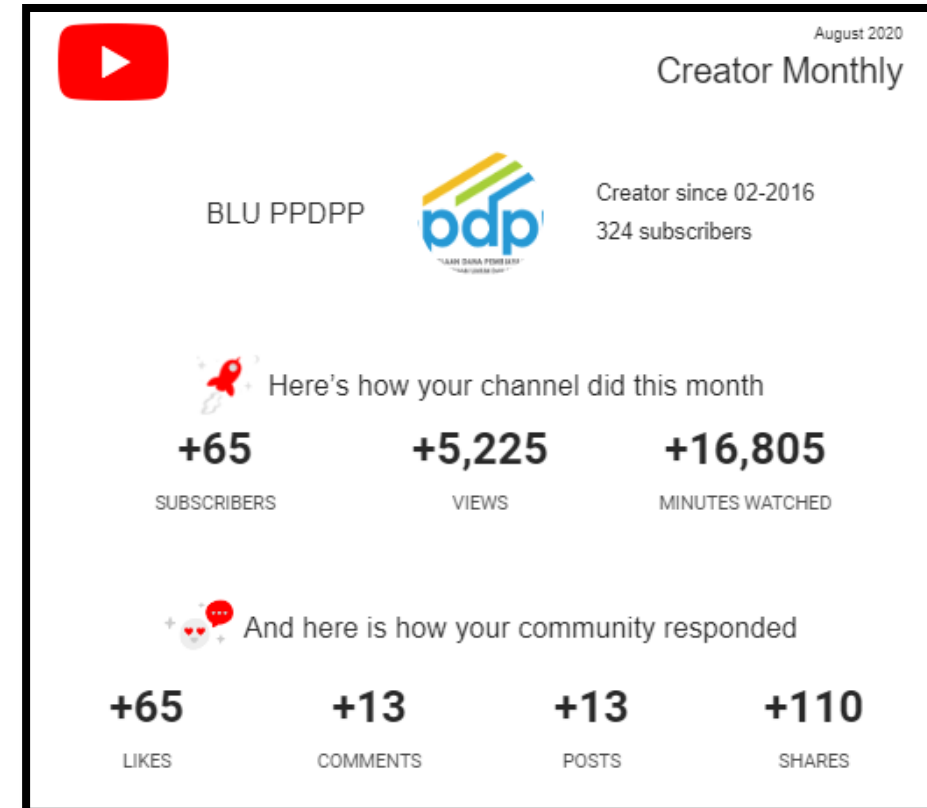 August 2020
Creator Monthly
BLU PPDPP
pdp
Creator since 02-2016
324 subscribers
Here’s how your channel did this month
+65 +5,225 +16,805
SUBSCRIBERS VIEWS MINUTES WATCHED
And here is how your community responded
+65 +13 +13 +110
LIKES COMMENTS POSTS SHARES